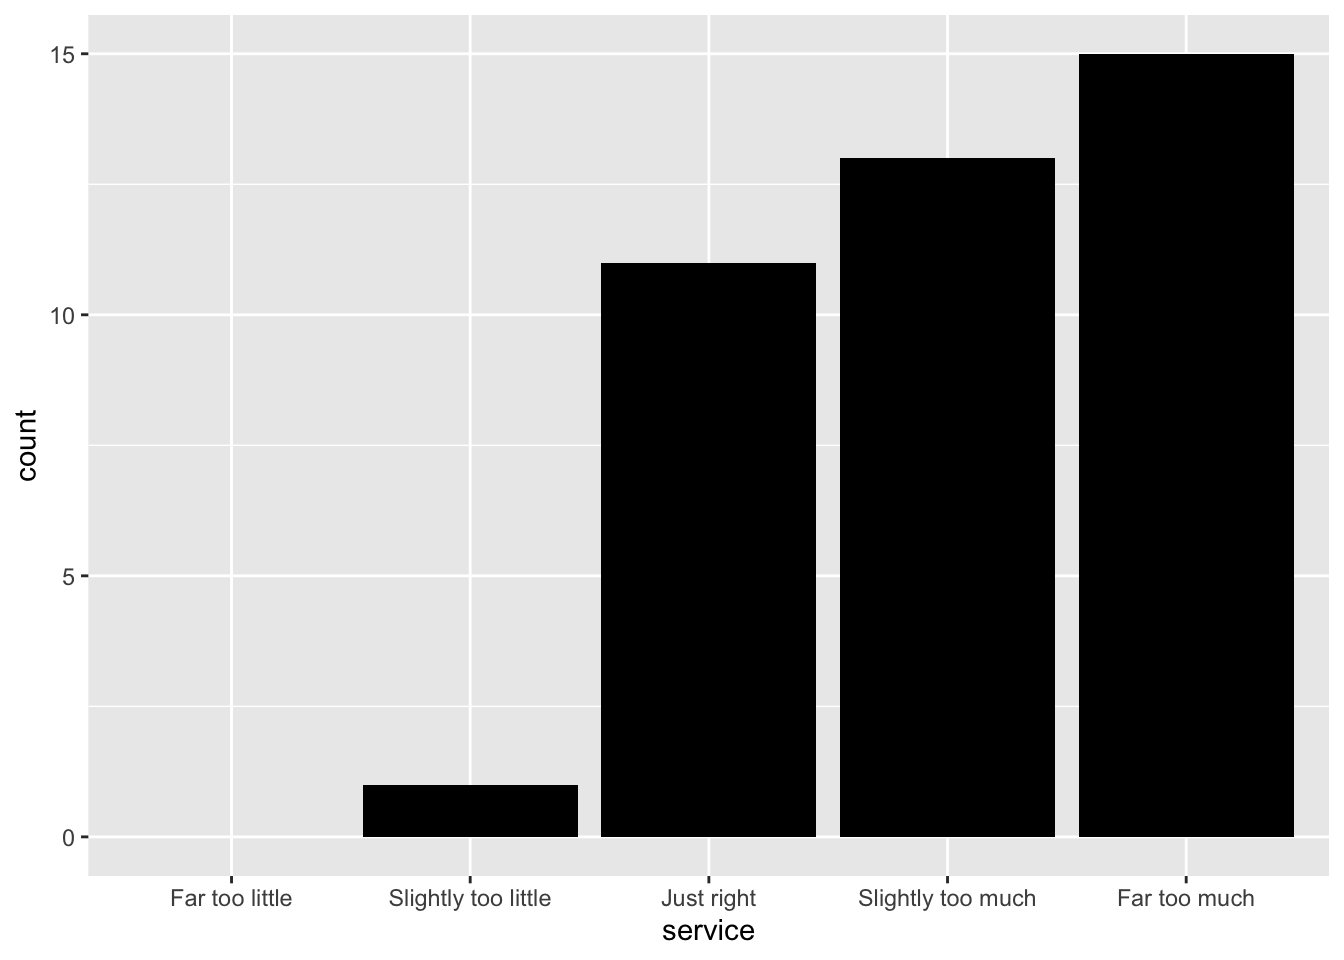 15
10
5
0
count
Far too little
Slightly too little
Just right
Slightly too much
Far too much
service